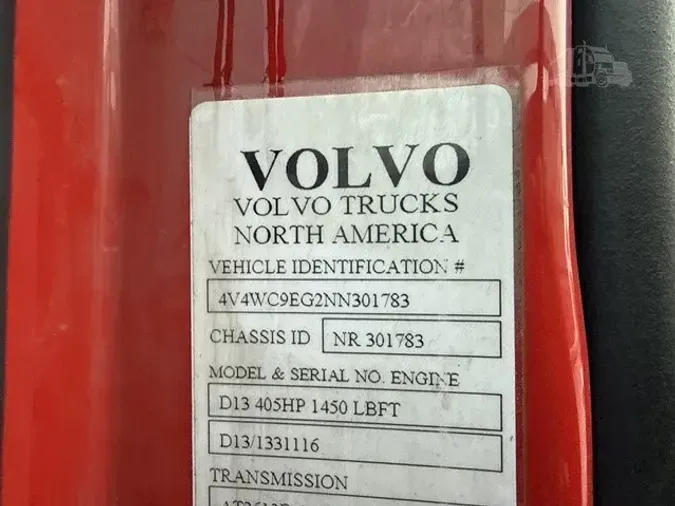 VOLVO
VOLVO TRUCKS
NORTH AMERICA
VEHICLE IDENTIFICATION #
4V4WC9EG2NN301783
CHASSIS ID NR 301783
MODEL & SERIAL NO. ENGINE
D13 405HP 1450 LBFT
D13/1331116
TRANSMISSION